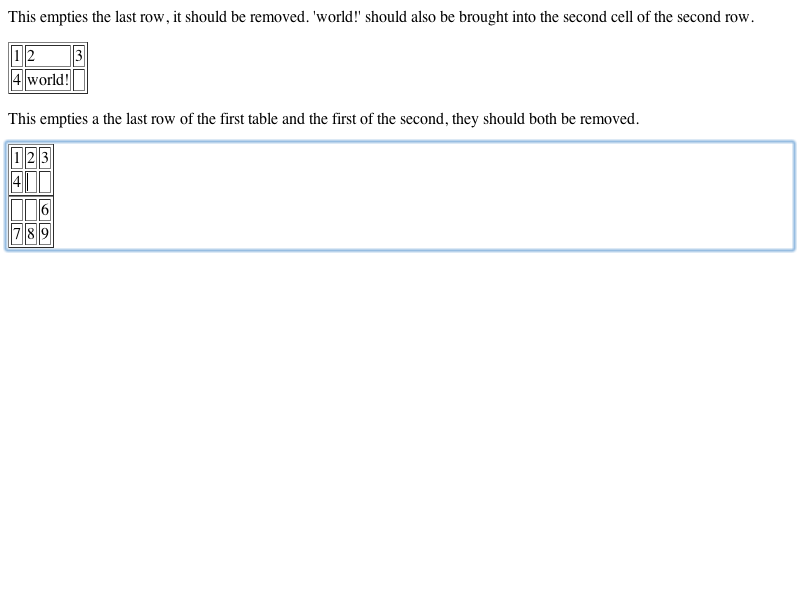 This empties the last row, it should be removed. 'world!' should also be brought into the second cell of the second row.
1 2 3
4 world!
This empties a the last row of the first table and the first of the second, they should both be removed.
1 2 3
4
6
7 8 9